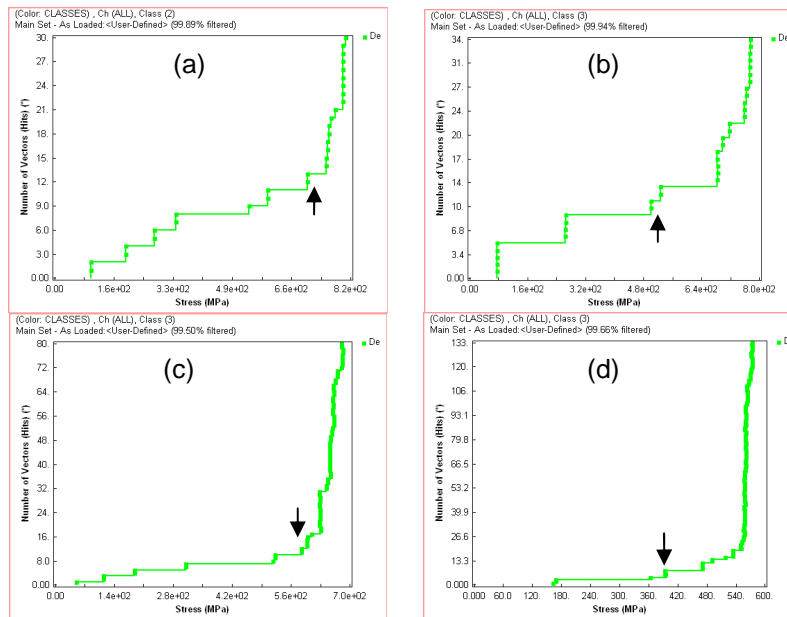 (Color: CLASSES) , Ch (ALL), Class (2)
Main Set - As Loaded:<User-Defined> (99.89% filtered)
De
(a)
30.
27.
24.
21.
18.
15.
12.
9.0
6.0
3.0
0.00
Number of Vectors (Hits) (°)
0.00 1.6e+02 3.3e+02 4.9e+02 6.6e+02 8.2e+02
Stress (MPa)
(Color: CLASSES) , Ch (ALL), Class (3)
Main Set - As Loaded:<User-Defined> (99.94% filtered)
De
(b)
34.
31.
27.
24.
20.
17.
14.
10.
6.8
3.4
0.00
Number of Vectors (Hits) (°)
0.00 1.6e+02 3.2e+02 4.8e+02 6.4e+02 8.0e+02
Stress (MPa)
(Color: CLASSES) , Ch (ALL), Class (3)
Main Set - As Loaded:<User-Defined> (99.50% filtered)
De
(c)
80.
72.
64.
56.
48.
40.
32.
24.
16.
8.0
0.00
Number of Vectors (Hits) (°)
0.00 1.4e+02 2.8e+02 4.2e+02 5.6e+02 7.0e+02
Stress (MPa)
(Color: CLASSES) , Ch (ALL), Class (3)
Main Set - As Loaded:<User-Defined> (99.66% filtered)
De
(d)
133.
120.
106.
93.1
79.8
66.5
53.2
39.9
26.6
13.3
0.000
Number of Vectors (Hits) (°)
0.000 60.0 120. 180. 240. 300. 360. 420. 480. 540. 600.
Stress (MPa)